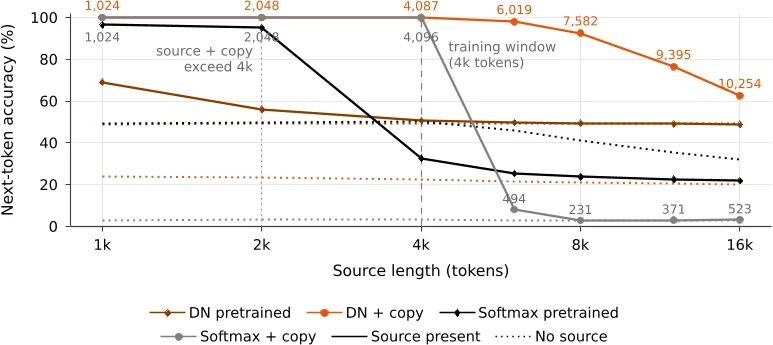 1,024 2,048 4,087 6,019 7,582 9,395 10,254
1,024 2,048 4,096 494 231 371 523
source + copy
exceed 4k
training window
(4k tokens)
Next-token accuracy (%)
100
80
60
40
20
0
1k 2k 4k 8k 16k
Source length (tokens)
DN pretrained DN + copy Softmax pretrained
Softmax + copy Source present No source